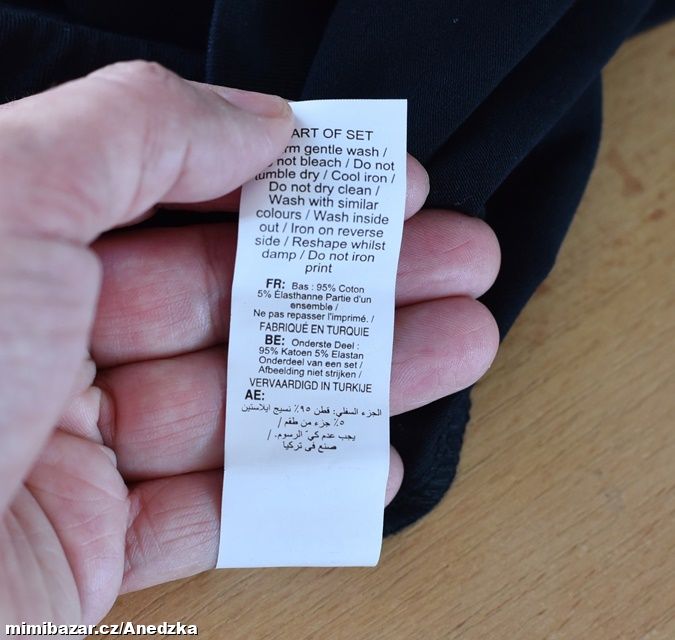 ART OF SET
rm gentle wash /
not bleach / Do not
tumble dry / Cool iron /
Do not dry clean /
Wash with similar
colours / Wash inside
out / Iron on reverse
side / Reshape whilst
damp / Do not iron
print
FR: Bas : 95% Coton
5% Élasthanne Partie d'un
ensemble /
Ne pas repasser l'imprimé. /
FABRIQUÉ EN TURQUIE
BE: Onderste Deel :
95% Katoen 5% Elastan
Onderdeel van een set /
Afbeelding niet strijken /
VERVAARDIGD IN TURKIJE
AE:
الجزء السفلي: قطن ٩٥٪ نسيج ايلاستين
٥٪ جزء من طقم /
يجب عدم كيّ الرسوم. /
صنع في تركيا
mimibazar.cz/Anedzka